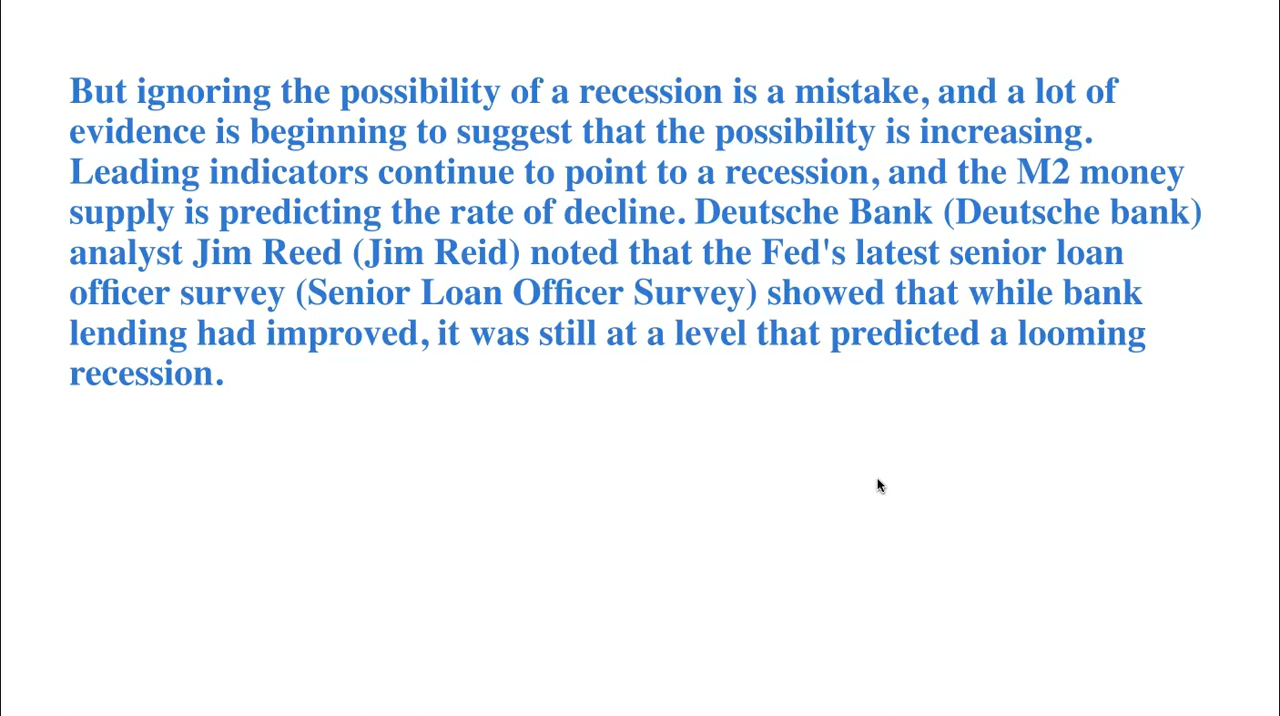 But ignoring the possibility of a recession is a mistake, and a lot of
evidence is beginning to suggest that the possibility is increasing.
Leading indicators continue to point to a recession, and the M2 money
supply is predicting the rate of decline. Deutsche Bank (Deutsche bank)
analyst Jim Reed (Jim Reid) noted that the Fed's latest senior loan
officer survey (Senior Loan Officer Survey) showed that while bank
lending had improved, it was still at a level that predicted a looming
recession.